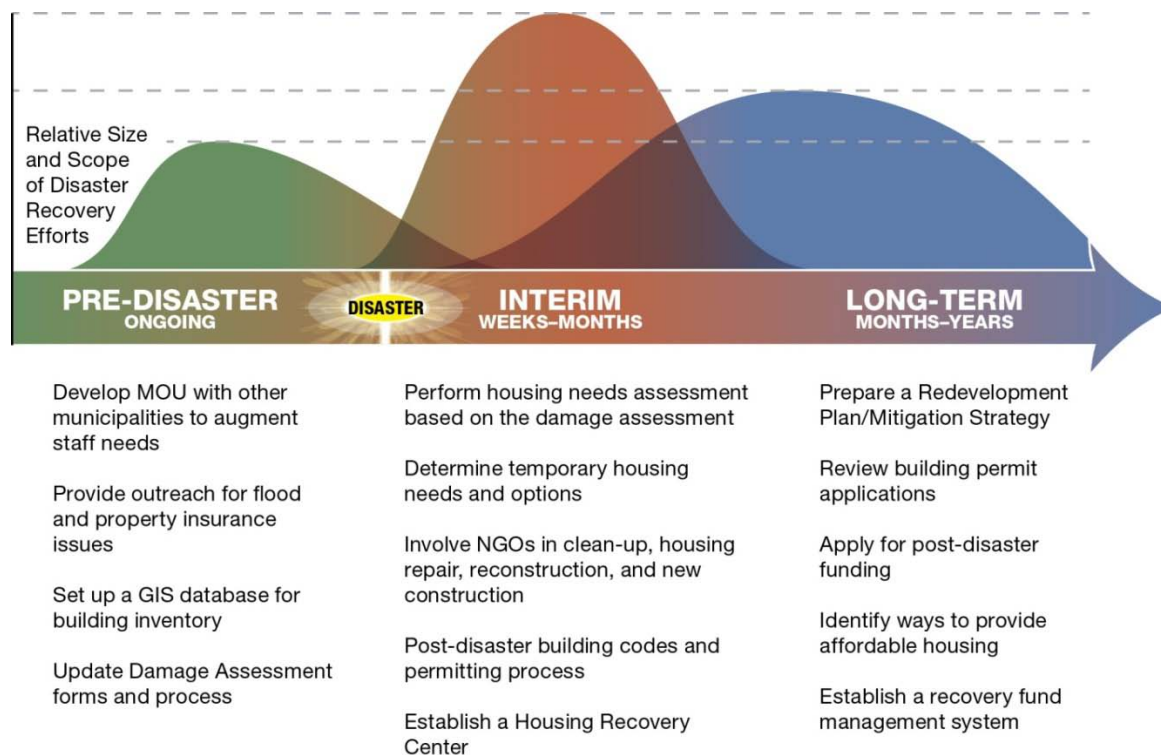 Relative Size
and Scope
of Disaster
Recovery
Efforts
PRE-DISASTER
ONGOING
DISASTER
INTERIM
WEEKS–MONTHS
LONG-TERM
MONTHS–YEARS
Develop MOU with other
municipalities to augment
staff needs
Provide outreach for flood
and property insurance
issues
Set up a GIS database for
building inventory
Update Damage Assessment
forms and process
Perform housing needs assessment
based on the damage assessment
Determine temporary housing
needs and options
Involve NGOs in clean-up, housing
repair, reconstruction, and new
construction
Post-disaster building codes and
permitting process
Establish a Housing Recovery
Center
Prepare a Redevelopment
Plan/Mitigation Strategy
Review building permit
applications
Apply for post-disaster
funding
Identify ways to provide
affordable housing
Establish a recovery fund
management system